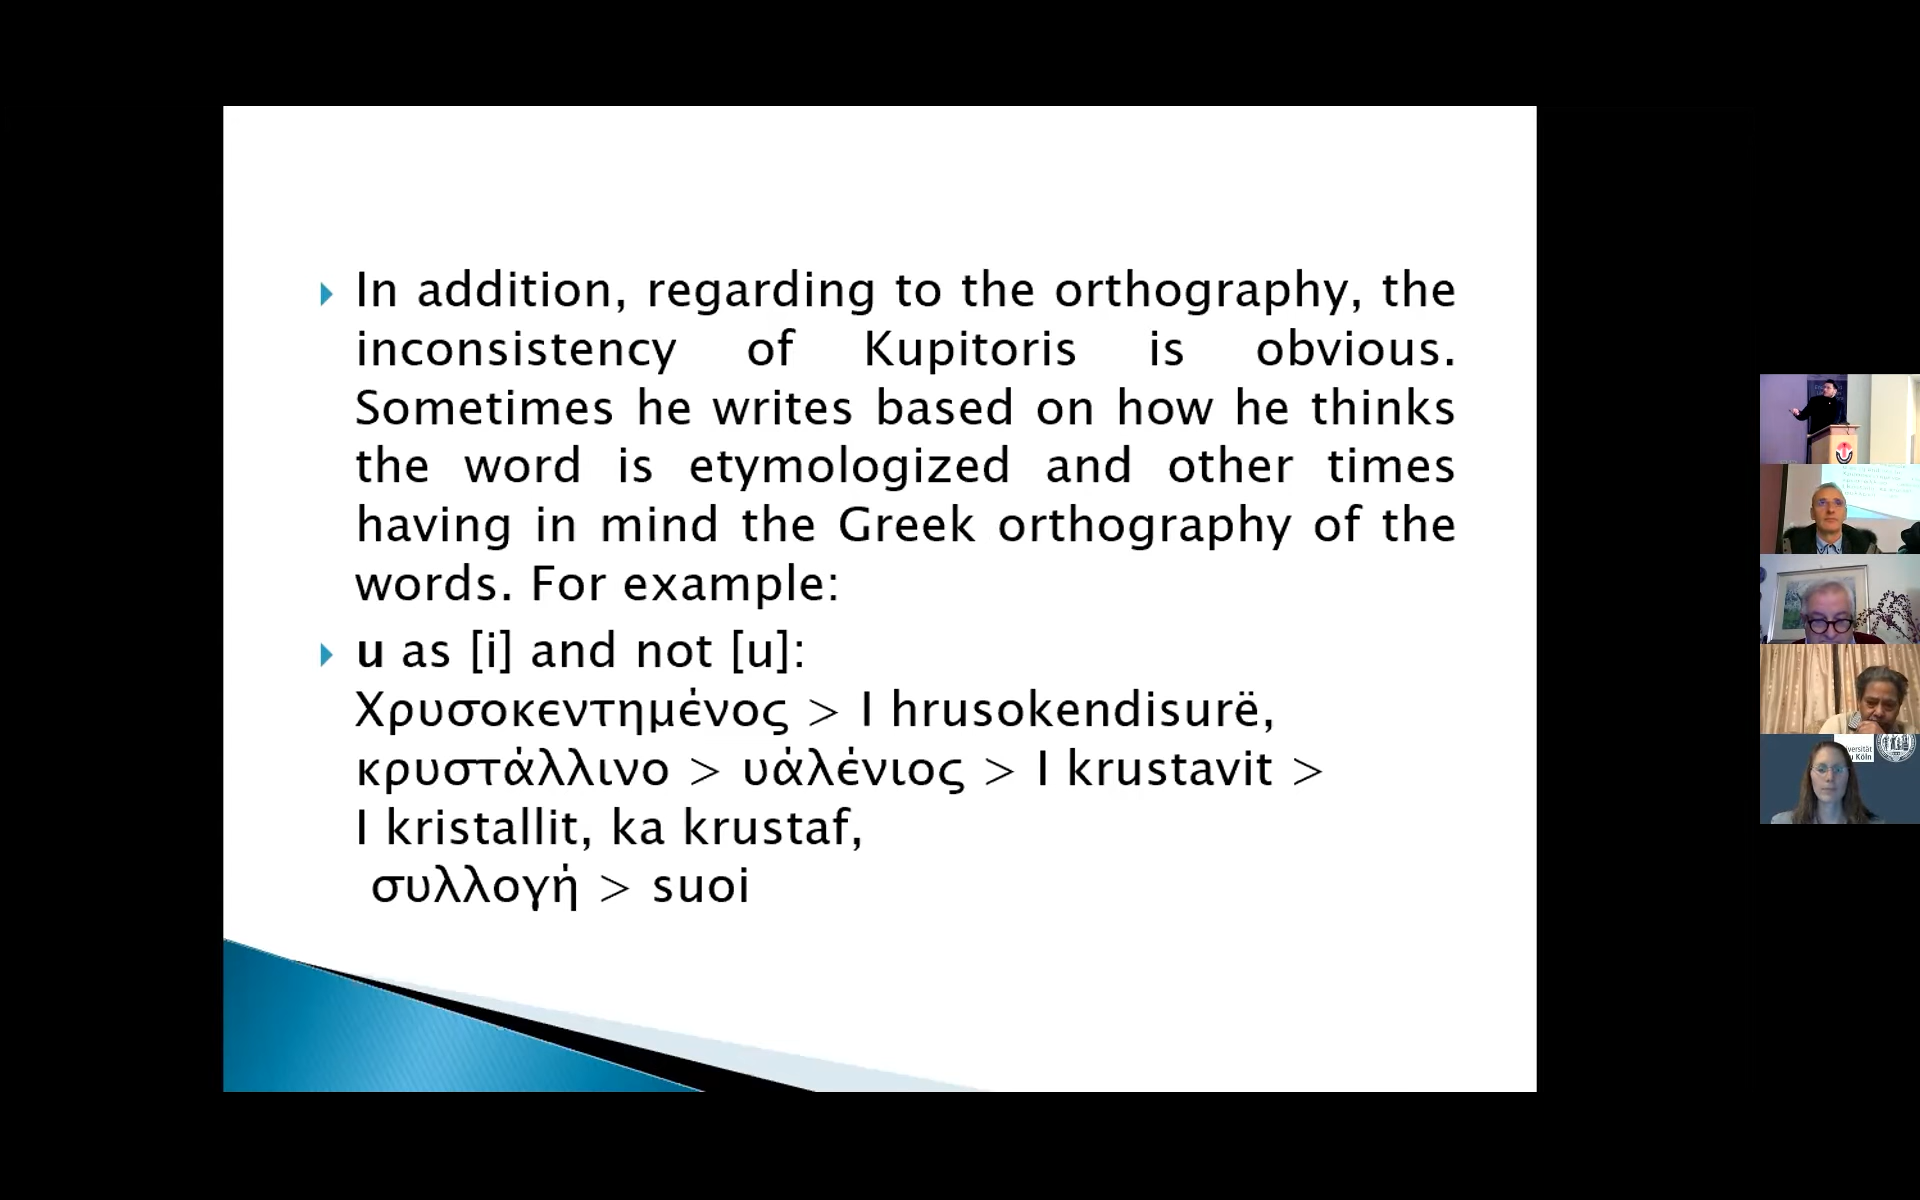 In addition, regarding to the orthography, the
inconsistency of Kupitoris is obvious.
Sometimes he writes based on how he thinks
the word is etymologized and other times
having in mind the Greek orthography of the
words. For example:
u as [i] and not [u]:
Χρυσοκεντημένος > I hrusokendisurë,
κρυστάλλινο > υάλένιος > I krustavit >
I kristallit, ka krustaf,
συλλογή > suoi